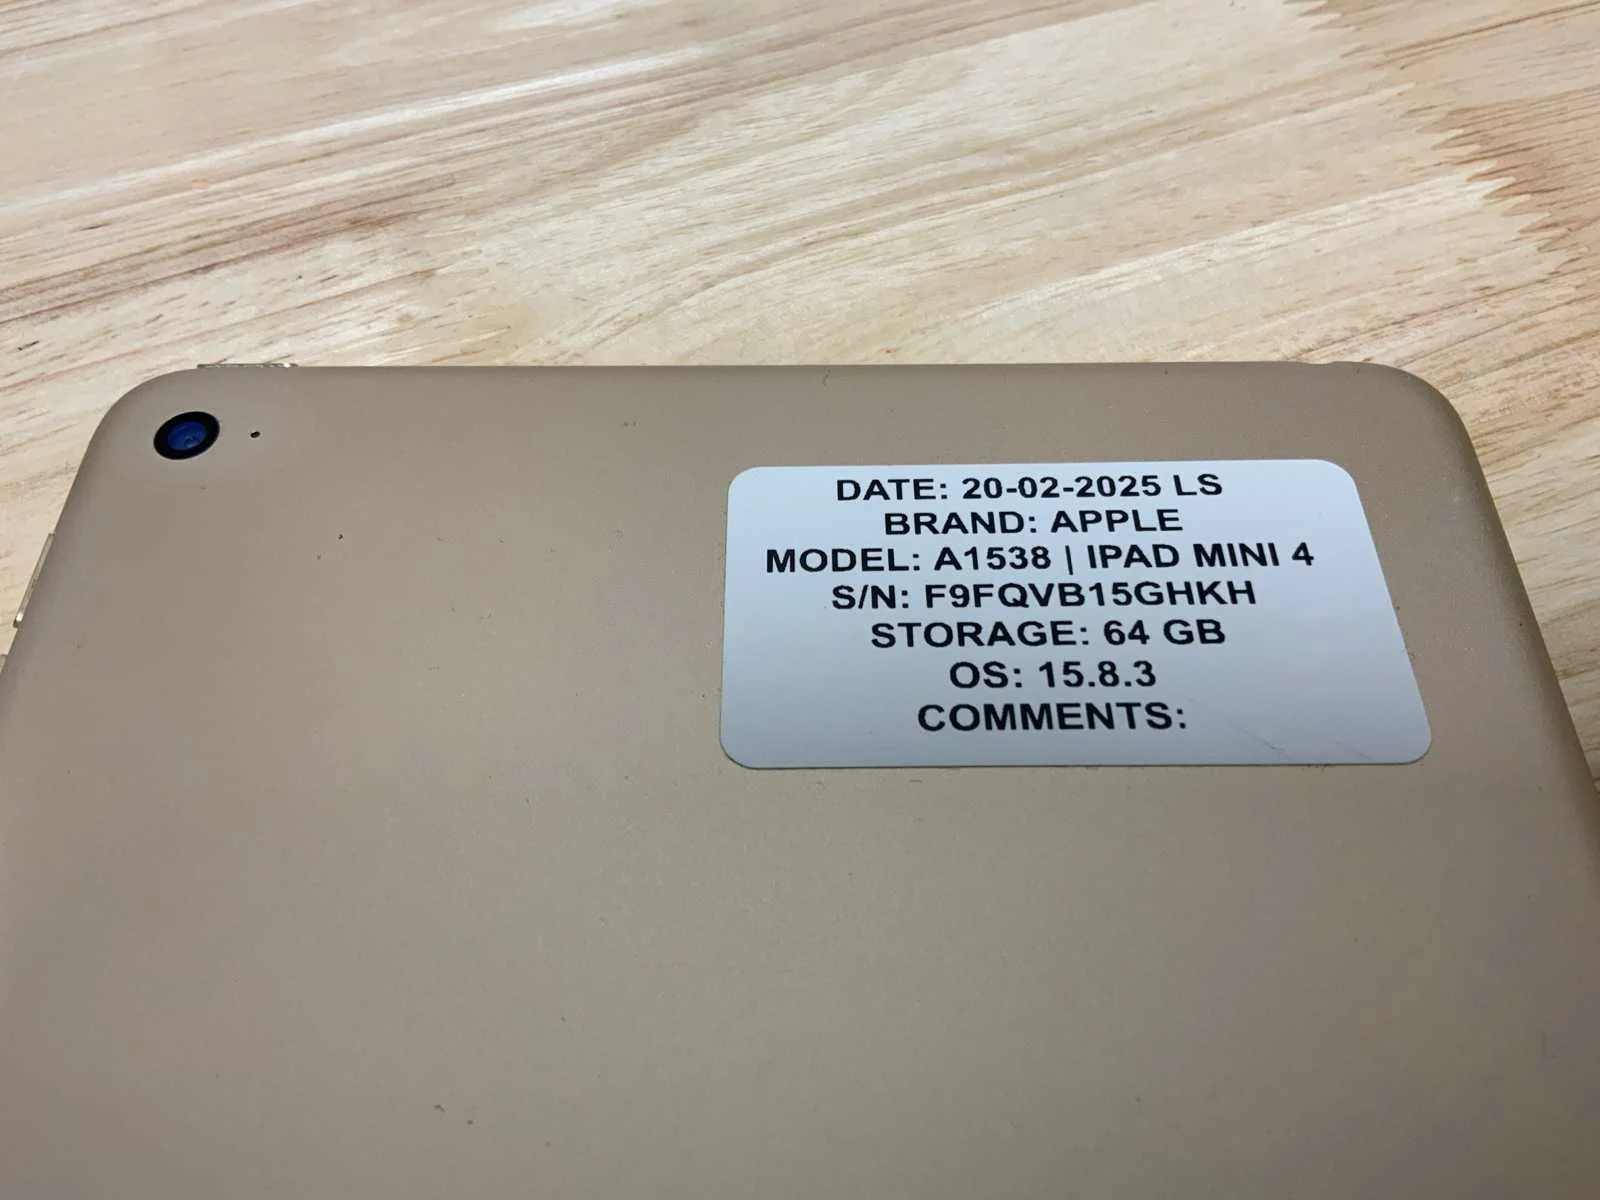 DATE: 20-02-2025 LS
BRAND: APPLE
MODEL: A1538 | IPAD MINI 4
S/N: F9FQVB15GHKH
STORAGE: 64 GB
OS: 15.8.3
COMMENTS: